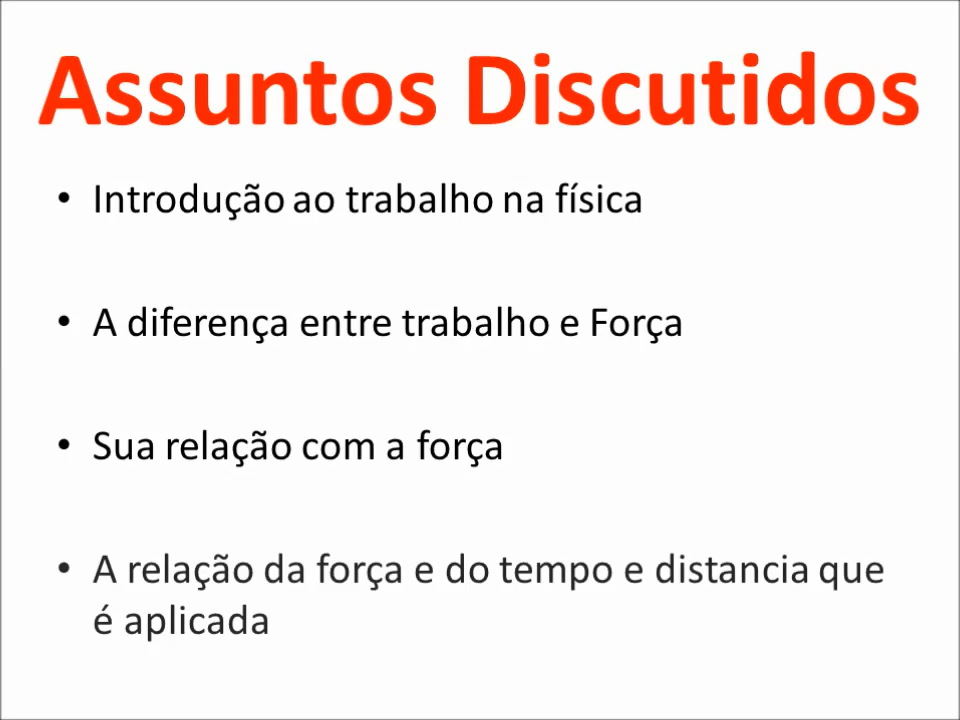 Assuntos Discutidos
• Introdução ao trabalho na física
• A diferença entre trabalho e Força
• Sua relação com a força
• A relação da força e do tempo e distancia que
é aplicada